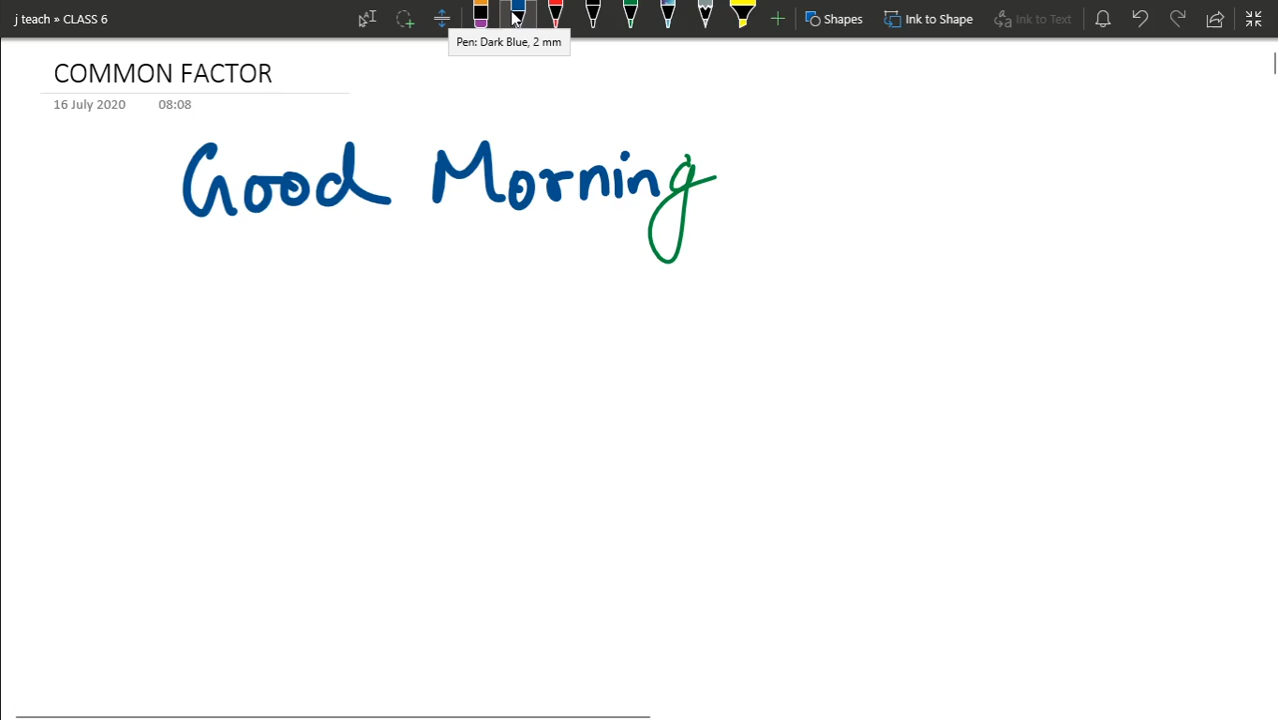 j teach » CLASS 6
Shapes
Ink to Shape
Ink to Text
Pen: Dark Blue, 2 mm
COMMON FACTOR
16 July 2020 08:08
Good Morning